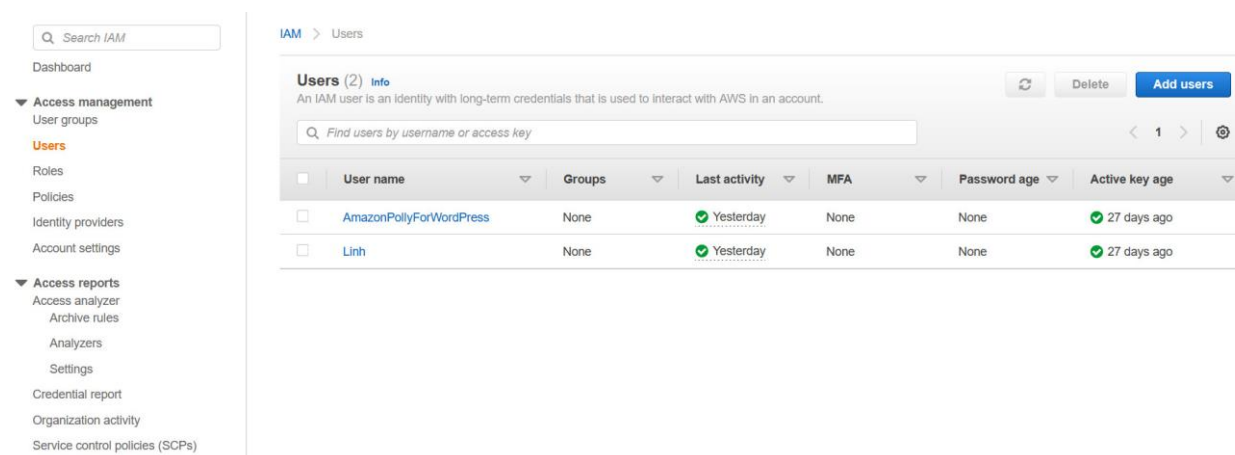 Search IAM
Dashboard
Access management
User groups
Users
Roles
Policies
Identity providers
Account settings
Access reports
Access analyzer
Archive rules
Analyzers
Settings
Credential report
Organization activity
Service control policies (SCPs)
IAM > Users
Users (2) Info
An IAM user is an identity with long-term credentials that is used to interact with AWS in an account.
Delete
Add users
Find users by username or access key
1
User name Groups Last activity MFA Password age Active key age
AmazonPollyForWordPress None Yesterday None None 27 days ago
Linh None Yesterday None None 27 days ago